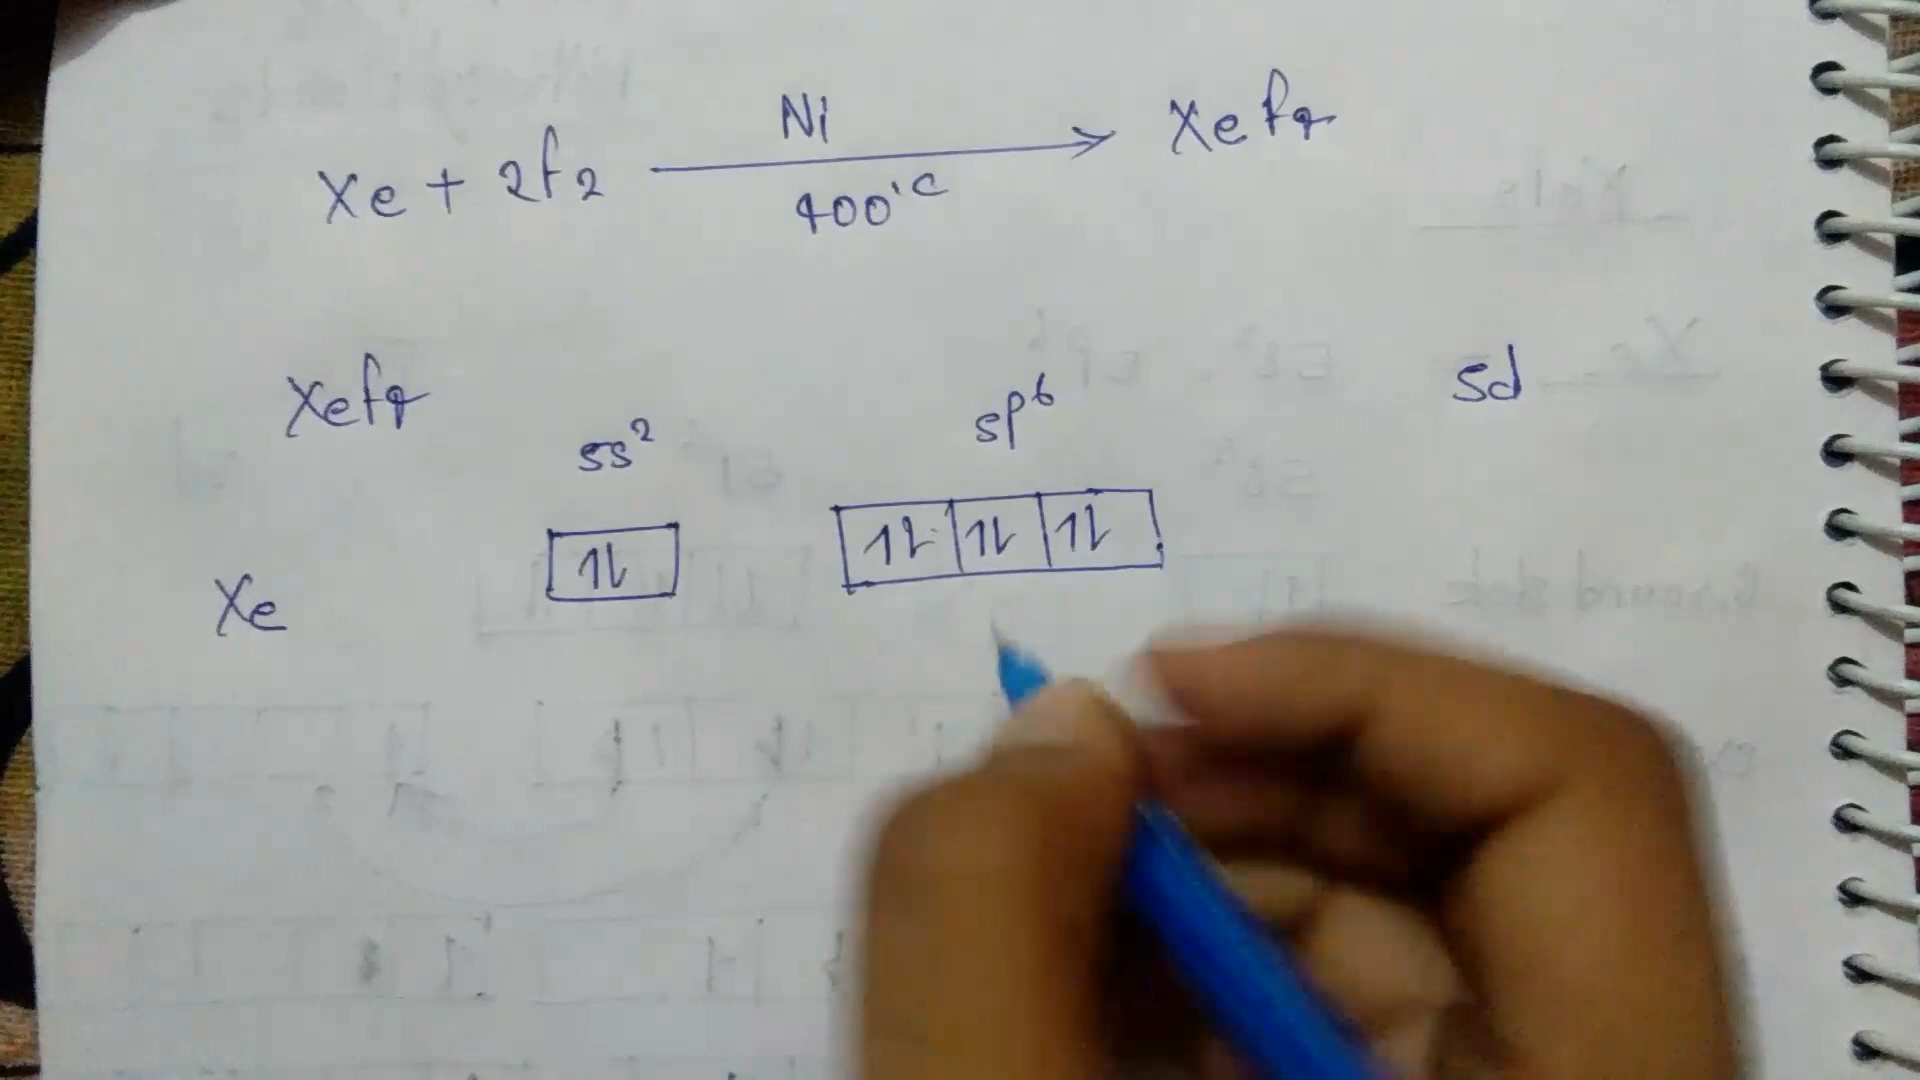 Ni
Xe + 2F2 → XeF4
400°C
XeF4 5s² 5p⁶ 5d
Xe 1L 1L 1L 1L